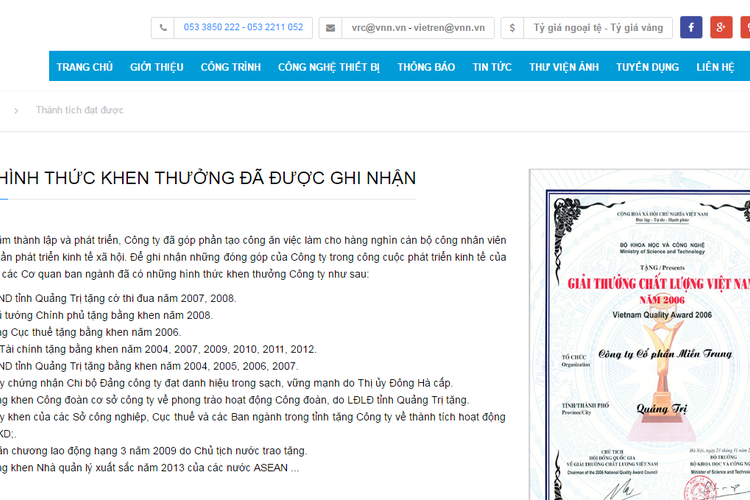 053 3850 222 - 053 2211 052
vrc@vnn.vn - vietren@vnn.vn
$ Tỷ giá ngoại tệ - Tỷ giá vàng
f G+
TRANG CHỦ GIỚI THIỆU CÔNG TRÌNH CÔNG NGHỆ THIẾT BỊ THÔNG BÁO TIN TỨC THƯ VIỆN ẢNH TUYỂN DỤNG LIÊN HỆ
> Thành tích đạt được
HÌNH THỨC KHEN THƯỞNG ĐÃ ĐƯỢC GHI NHẬN
ăm thành lập và phát triển, Công ty đã góp phần tạo công ăn việc làm cho hàng nghìn cán bộ công nhân viên
ần phát triển kinh tế xã hội. Để ghi nhận những đóng góp của Công ty trong công cuộc phát triển kinh tế của
các Cơ quan ban ngành đã có những hình thức khen thưởng Công ty như sau:
ND tỉnh Quảng Trị tặng cờ thi đua năm 2007, 2008.
ủ tướng Chính phủ tặng bằng khen năm 2008.
ng Cục thuế tặng bằng khen năm 2006.
Tài chính tặng bằng khen năm 2004, 2007, 2009, 2010, 2011, 2012.
ND tỉnh Quảng Trị tặng bằng khen năm 2004, 2005, 2006, 2007.
y chứng nhận Chi bộ Đảng công ty đạt danh hiệu trong sạch, vững mạnh do Thị ủy Đông Hà cấp.
ng khen Công đoàn cơ sở công ty về phong trào hoạt động Công đoàn, do LĐLĐ tỉnh Quảng Trị tặng.
y khen của các Sở công nghiệp, Cục thuế và các Ban ngành trong tỉnh tặng Công ty về thành tích hoạt động
KD;.
ân chương lao động hạng 3 năm 2009 do Chủ tịch nước trao tặng.
ng khen Nhà quản lý xuất sắc năm 2013 của các nước ASEAN ...
CỘNG HOÀ XÃ HỘI CHỦ NGHĨA VIỆT NAM
Độc lập - Tự do - Hạnh phúc
BỘ KHOA HỌC VÀ CÔNG NGHỆ
Ministry of Science and Technology
TẶNG / Presents
GIẢI THƯỞNG CHẤT LƯỢNG VIỆT NAM
NĂM 2006
Vietnam Quality Award 2006
TỔ CHỨC Công ty Cổ phần Miền Trung
Organization
TỈNH/THÀNH PHỐ Quảng Trị
Province/City
CHỦ TỊCH
HỘI ĐỒNG QUỐC GIA
VỀ GIẢI THƯỞNG CHẤT LƯỢNG VIỆT NAM
Chairman of the 2006 National Quality Award Council
Hà Nội, ngày 23 tháng 11 năm 20
BỘ TRƯỞNG
BỘ KHOA HỌC VÀ CÔNG NGHỆ
Minister of Science and Technolo